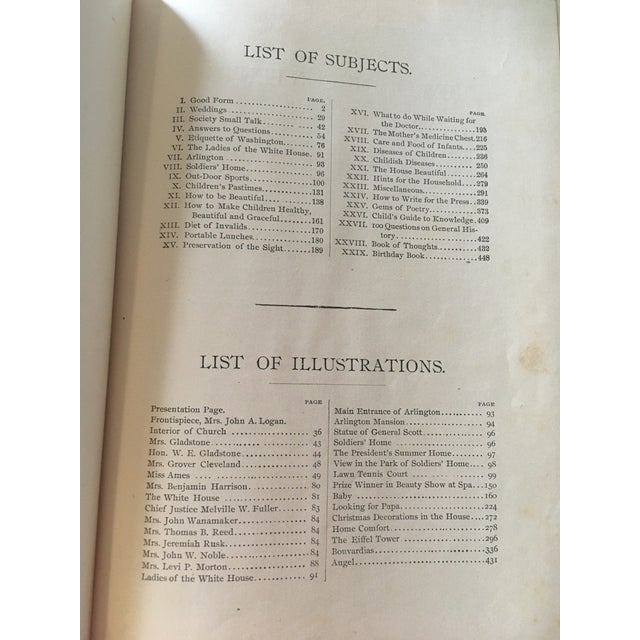 LIST OF SUBJECTS.
PAGE.
I. Good Form .................... 2
II. Weddings .................... 29
III. Society Small Talk .......... 42
IV. Answers to Questions ........ 54
V. Etiquette of Washington ...... 76
VI. The Ladies of the White House. 91
VII. Arlington .................. 93
VIII. Soldiers' Home ............. 96
IX. Out-Door Sports .............100
X. Children's Pastimes ..........131
XI. How to be Beautiful .........138
XII. How to Make Children Healthy,
Beautiful and Graceful ......161
XIII. Diet of Invalids ..........170
XIV. Portable Lunches ...........180
XV. Preservation of the Sight ...189
PAGE
XVI. What to do While Waiting for
the Doctor..................193
XVII. The Mother's Medicine Chest.216
XVIII. Care and Food of Infants..225
XIX. Diseases of Children .......236
XX. Childish Diseases ...........250
XXI. The House Beautiful ........264
XXII. Hints for the Household ...279
XXIII. Miscellaneous ............291
XXIV. How to Write for the Press .339
XXV. Gems of Poetry .............373
XXVI. Child's Guide to Knowledge 409
XXVII. 100 Questions on General His-
tory .......................422
XXVIII. Book of Thoughts ........432
XXIX. Birthday Book .............448
LIST OF ILLUSTRATIONS.
PAGE
Presentation Page.
Frontispiece, Mrs. John A. Logan.
Interior of Church .............. 36
Mrs. Gladstone .................. 43
Hon. W. E. Gladstone ............ 44
Mrs. Grover Cleveland ........... 48
Miss Ames ....................... 49
Mrs. Benjamin Harrison .......... 80
The White House ................. 81
Chief Justice Melville W. Fuller. 83
Mrs. John Wanamaker ............. 84
Mrs. Thomas B. Reed ............. 84
Mrs. Jeremiah Rusk .............. 84
Mrs. John W. Noble .............. 84
Mrs. Levi P. Morton ............. 88
Ladies of the White House ....... 91
PAGE
Main Entrance of Arlington ...... 93
Arlington Mansion ............... 94
Statue of General Scott ......... 96
Soldiers' Home .................. 96
The President's Summer Home ..... 97
View in the Park of Soldiers' Home. 98
Lawn Tennis Court ............... 99
Prize Winner in Beauty Show at Spa..150
Baby ............................160
Looking for Papa.................224
Christmas Decorations in the House..272
Home Comfort ....................278
The Eiffel Tower ................296
Bouvardias ......................336
Augel............................431